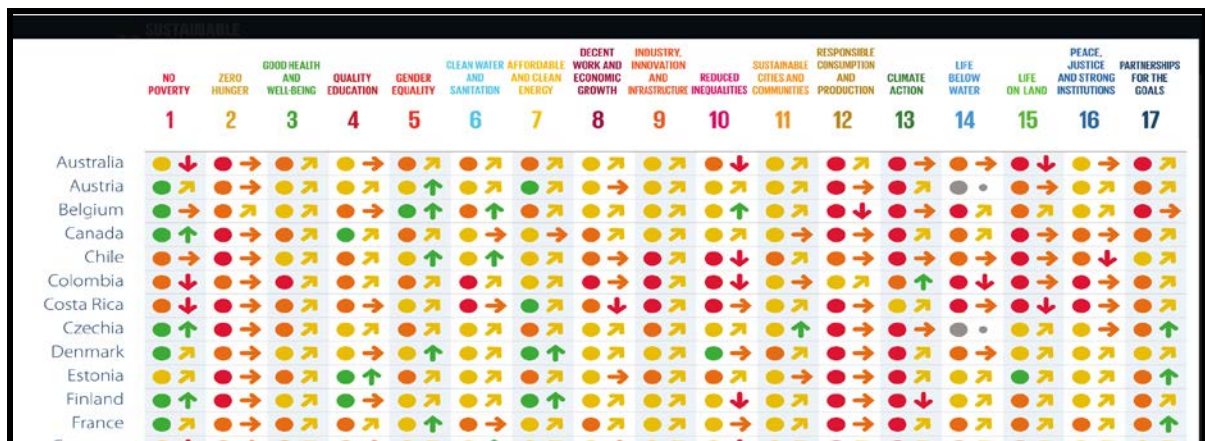 SUSTAINABLE
NO POVERTY
ZERO HUNGER
GOOD HEALTH AND WELL-BEING
QUALITY EDUCATION
GENDER EQUALITY
CLEAN WATER AND SANITATION
AFFORDABLE AND CLEAN ENERGY
DECENT WORK AND ECONOMIC GROWTH
INDUSTRY, INNOVATION AND INFRASTRUCTURE
REDUCED INEQUALITIES
SUSTAINABLE CITIES AND COMMUNITIES
RESPONSIBLE CONSUMPTION AND PRODUCTION
CLIMATE ACTION
LIFE BELOW WATER
LIFE ON LAND
PEACE, JUSTICE AND STRONG INSTITUTIONS
PARTNERSHIPS FOR THE GOALS
1 2 3 4 5 6 7 8 9 10 11 12 13 14 15 16 17
Australia
Austria
Belgium
Canada
Chile
Colombia
Costa Rica
Czechia
Denmark
Estonia
Finland
France